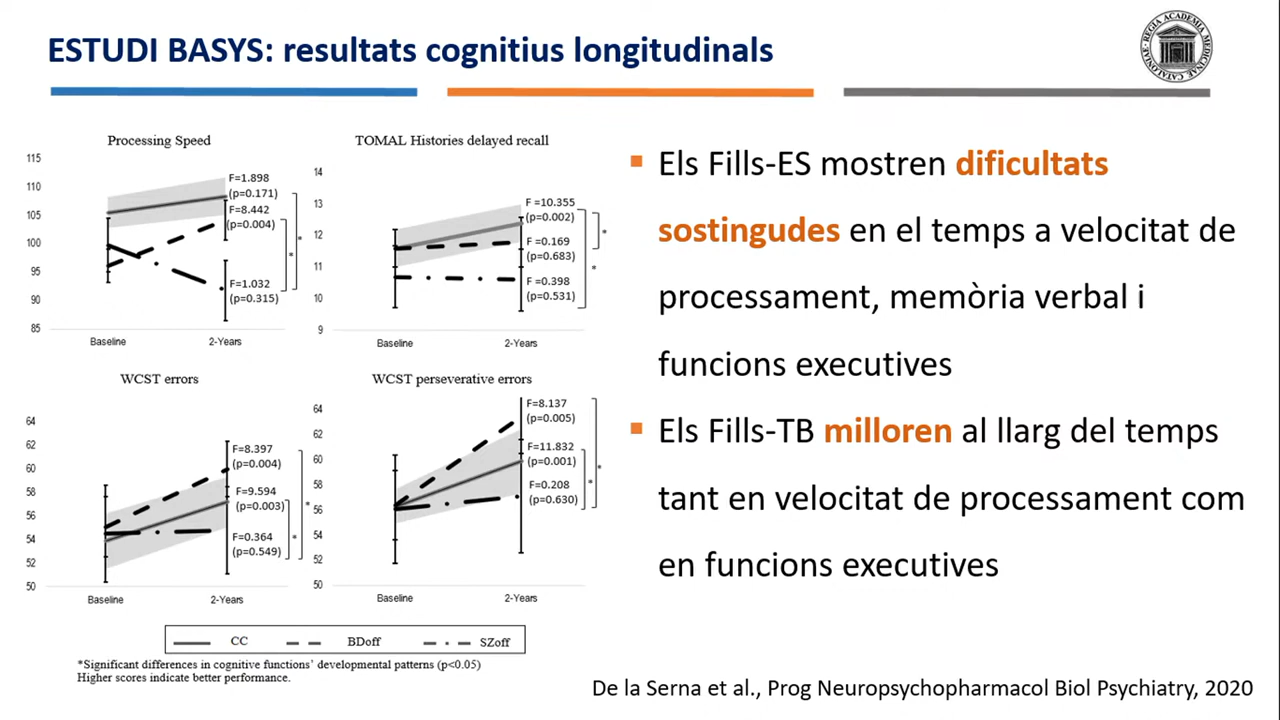 ESTUDI BASYS: resultats cognitius longitudinals
REGIA ACADEMIA MEDICINAE CATALONIAE
Processing Speed
115
110
105
100
95
90
85
F=1.898
(p=0.171)
F=8.442
(p=0.004)
F=1.032
(p=0.315)
*
*
Baseline
2-Years
TOMAL Histories delayed recall
14
13
12
11
10
9
F =10.355
(p=0.002)
F =0.169
(p=0.683)
F =0.398
(p=0.531)
*
*
Baseline
2-Years
WCST errors
64
62
60
58
56
54
52
50
F=8.397
(p=0.004)
F=9.594
(p=0.003)
F=0.364
(p=0.549)
*
*
Baseline
2-Years
WCST perseverative errors
64
62
60
58
56
54
52
50
F=8.137
(p=0.005)
F=11.832
(p=0.001)
F=0.208
(p=0.630)
*
*
*
Baseline
2-Years
CC BDoff SZoff
*Significant differences in cognitive functions’ developmental patterns (p<0.05)
Higher scores indicate better performance.
Els Fills-ES mostren dificultats
sostingudes en el temps a velocitat de
processament, memòria verbal i
funcions executives
Els Fills-TB milloren al llarg del temps
tant en velocitat de processament com
en funcions executives
De la Serna et al., Prog Neuropsychopharmacol Biol Psychiatry, 2020